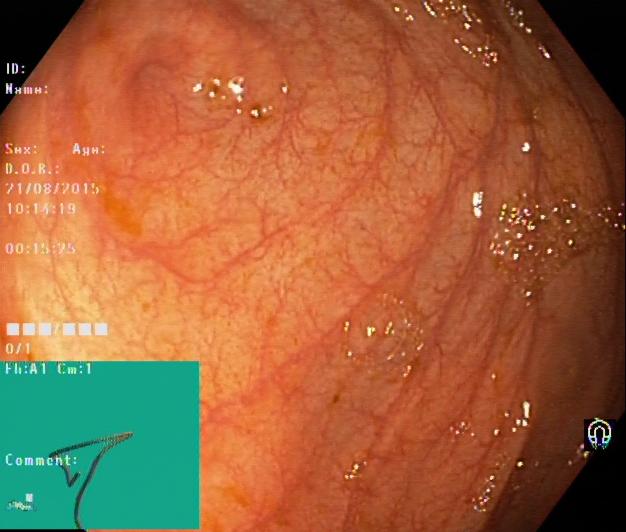 ID:
Name:
Sex: Age:
D.O.B.:
21/08/2015
10:14:19
00:15:25
0/1
Eh:A1 Cm:1
Comment: